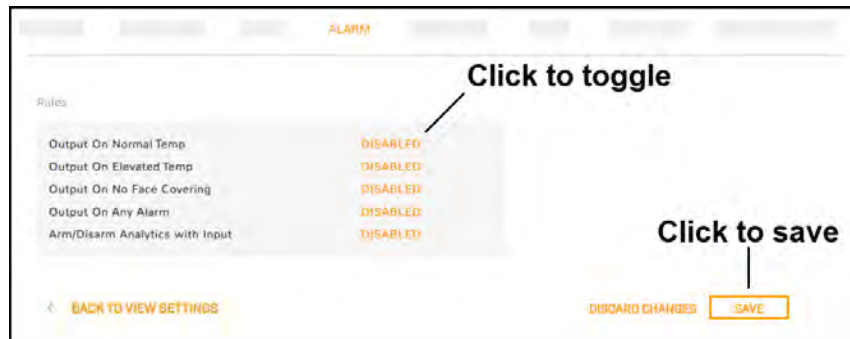 ALARM
Click to toggle
Rules
Output On Normal Temp DISABLED
Output On Elevated Temp DISABLED
Output On No Face Covering DISABLED
Output On Any Alarm DISABLED
Arm/Disarm Analytics with Input DISABLED
Click to save
< BACK TO VIEW SETTINGS DISCARD CHANGES SAVE